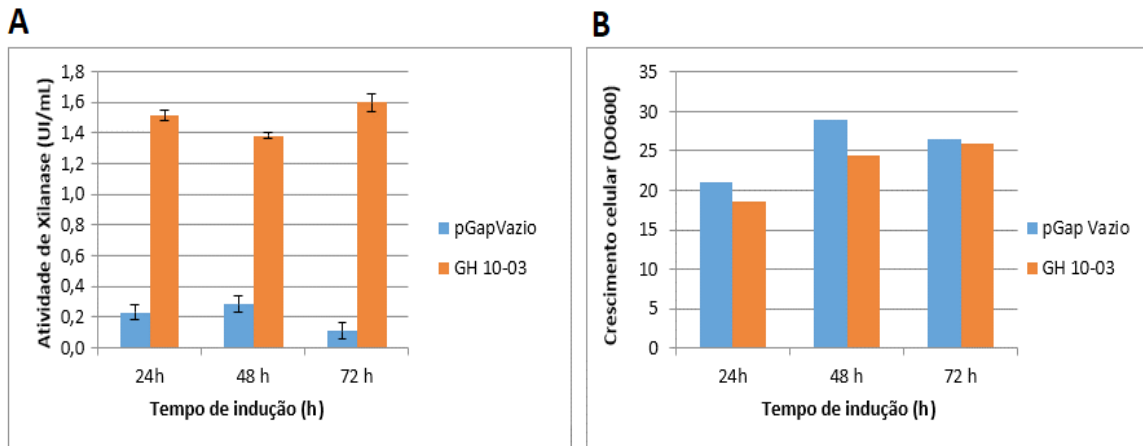 A
Atividade de Xilanase (UI/mL)
1,8
1,6
1,4
1,2
1,0
0,8
0,6
0,4
0,2
0,0
24h
48 h
72 h
Tempo de indução (h)
pGapVazio
GH 10-03
B
Crescimento celular (DO600)
35
30
25
20
15
10
5
0
24h
48 h
72 h
Tempo de indução (h)
pGap Vazio
GH 10-03